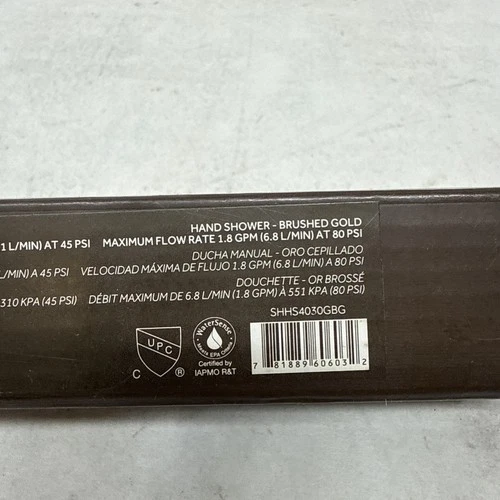 HAND SHOWER - BRUSHED GOLD
1 L/MIN) AT 45 PSI MAXIMUM FLOW RATE 1.8 GPM (6.8 L/MIN) AT 80 PSI
DUCHA MANUAL - ORO CEPILLADO
L/MIN) A 45 PSI VELOCIDAD MÁXIMA DE FLUJO 1.8 GPM (6.8 L/MIN) A 80 PSI
DOUCHETTE - OR BROSSÉ
310 KPA (45 PSI) DÉBIT MAXIMUM DE 6.8 L/MIN (1.8 GPM) À 551 KPA (80 PSI)
SHHS4030GBG
UPC
C ®
WaterSense
Meets EPA Criteria
Certified by
IAPMO R&T
7 81889 60603 2